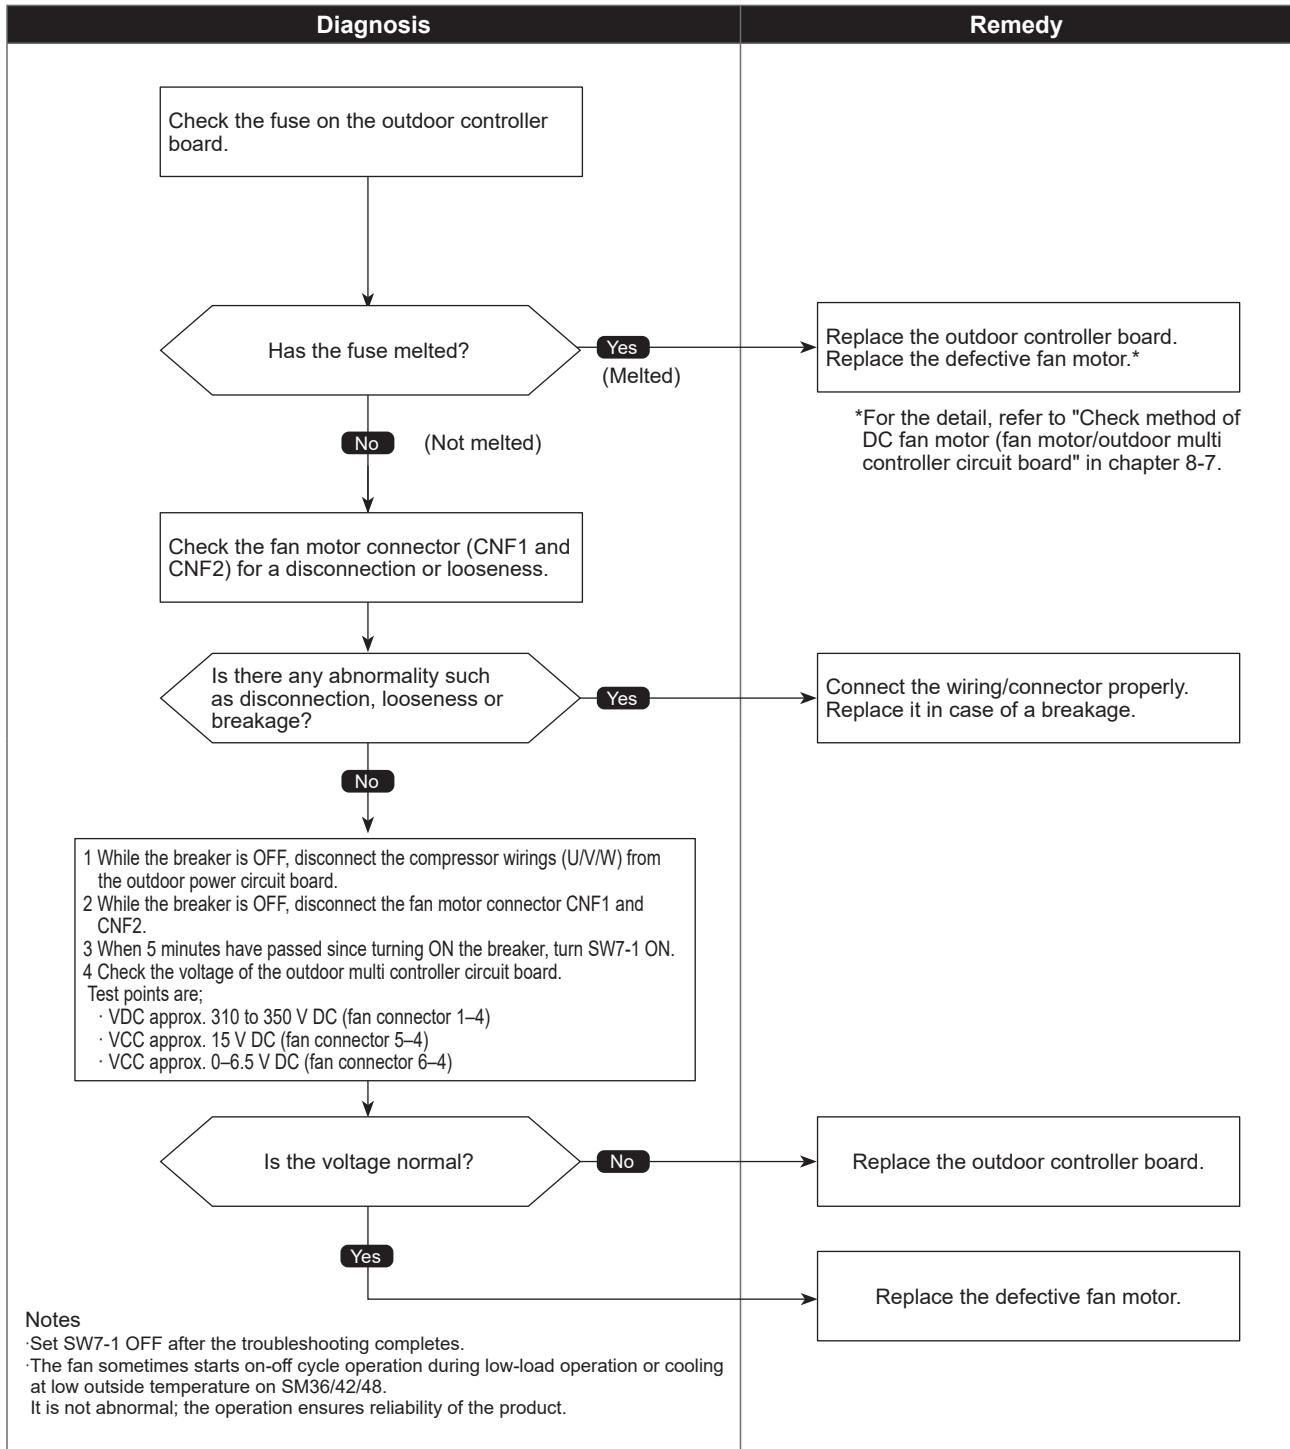 Diagnosis
Remedy
Check the fuse on the outdoor controller
board.
Has the fuse melted?
Yes
(Melted)
Replace the outdoor controller board.
Replace the defective fan motor.*
*For the detail, refer to "Check method of
DC fan motor (fan motor/outdoor multi
controller circuit board" in chapter 8-7.
No
(Not melted)
Check the fan motor connector (CNF1 and
CNF2) for a disconnection or looseness.
Is there any abnormality such
as disconnection, looseness or
breakage?
Yes
Connect the wiring/connector properly.
Replace it in case of a breakage.
No
1 While the breaker is OFF, disconnect the compressor wirings (U/V/W) from
the outdoor power circuit board.
2 While the breaker is OFF, disconnect the fan motor connector CNF1 and
CNF2.
3 When 5 minutes have passed since turning ON the breaker, turn SW7-1 ON.
4 Check the voltage of the outdoor multi controller circuit board.
Test points are;
· VDC approx. 310 to 350 V DC (fan connector 1–4)
· VCC approx. 15 V DC (fan connector 5–4)
· VCC approx. 0–6.5 V DC (fan connector 6–4)
Is the voltage normal?
No
Replace the outdoor controller board.
Yes
Replace the defective fan motor.
Notes
·Set SW7-1 OFF after the troubleshooting completes.
·The fan sometimes starts on-off cycle operation during low-load operation or cooling
at low outside temperature on SM36/42/48.
It is not abnormal; the operation ensures reliability of the product.